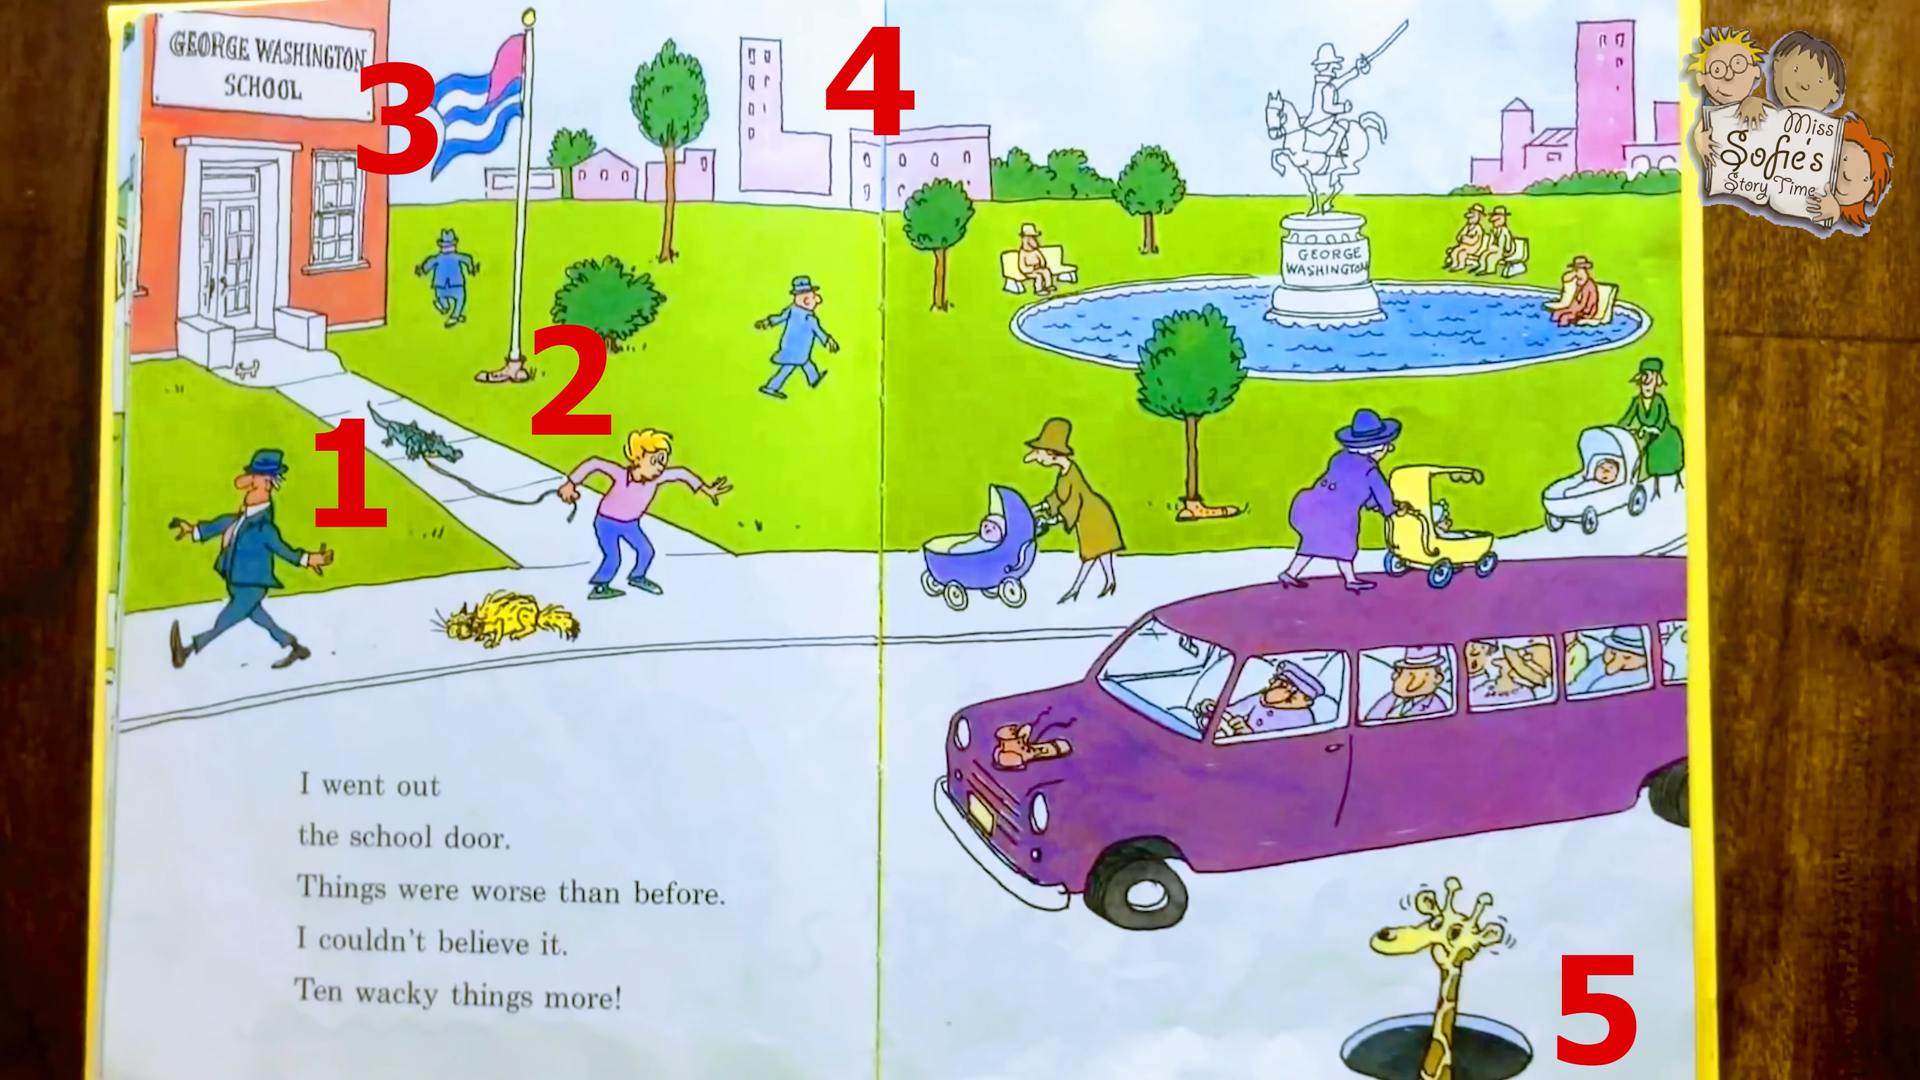 GEORGE WASHINGTON
SCHOOL
3
4
Miss
Sofie's
Story Time
GEORGE
WASHINGTON
2
1
I went out
the school door.
Things were worse than before.
I couldn't believe it.
Ten wacky things more!
5